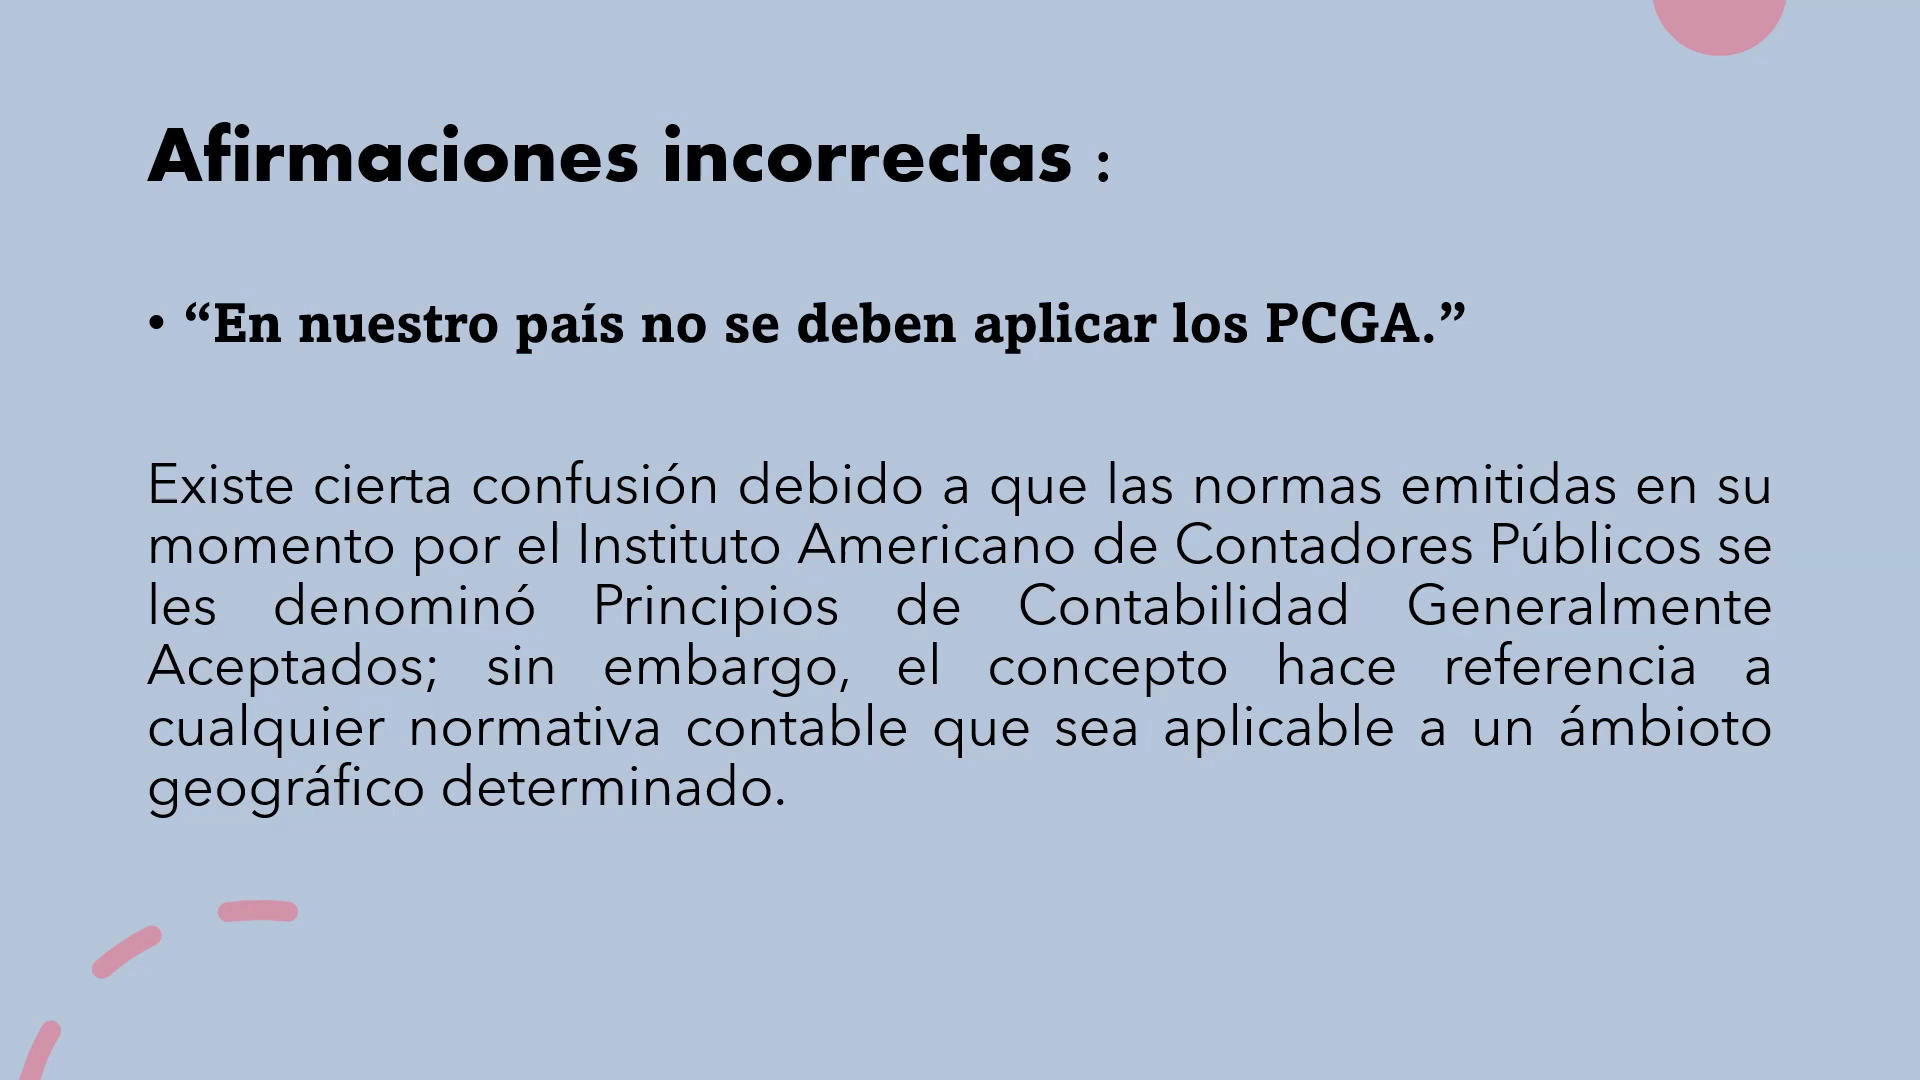 Afirmaciones incorrectas :
• “En nuestro país no se deben aplicar los PCGA.”
Existe cierta confusión debido a que las normas emitidas en su
momento por el Instituto Americano de Contadores Públicos se
les denominó Principios de Contabilidad Generalmente
Aceptados; sin embargo, el concepto hace referencia a
cualquier normativa contable que sea aplicable a un ámbioto
geográfico determinado.